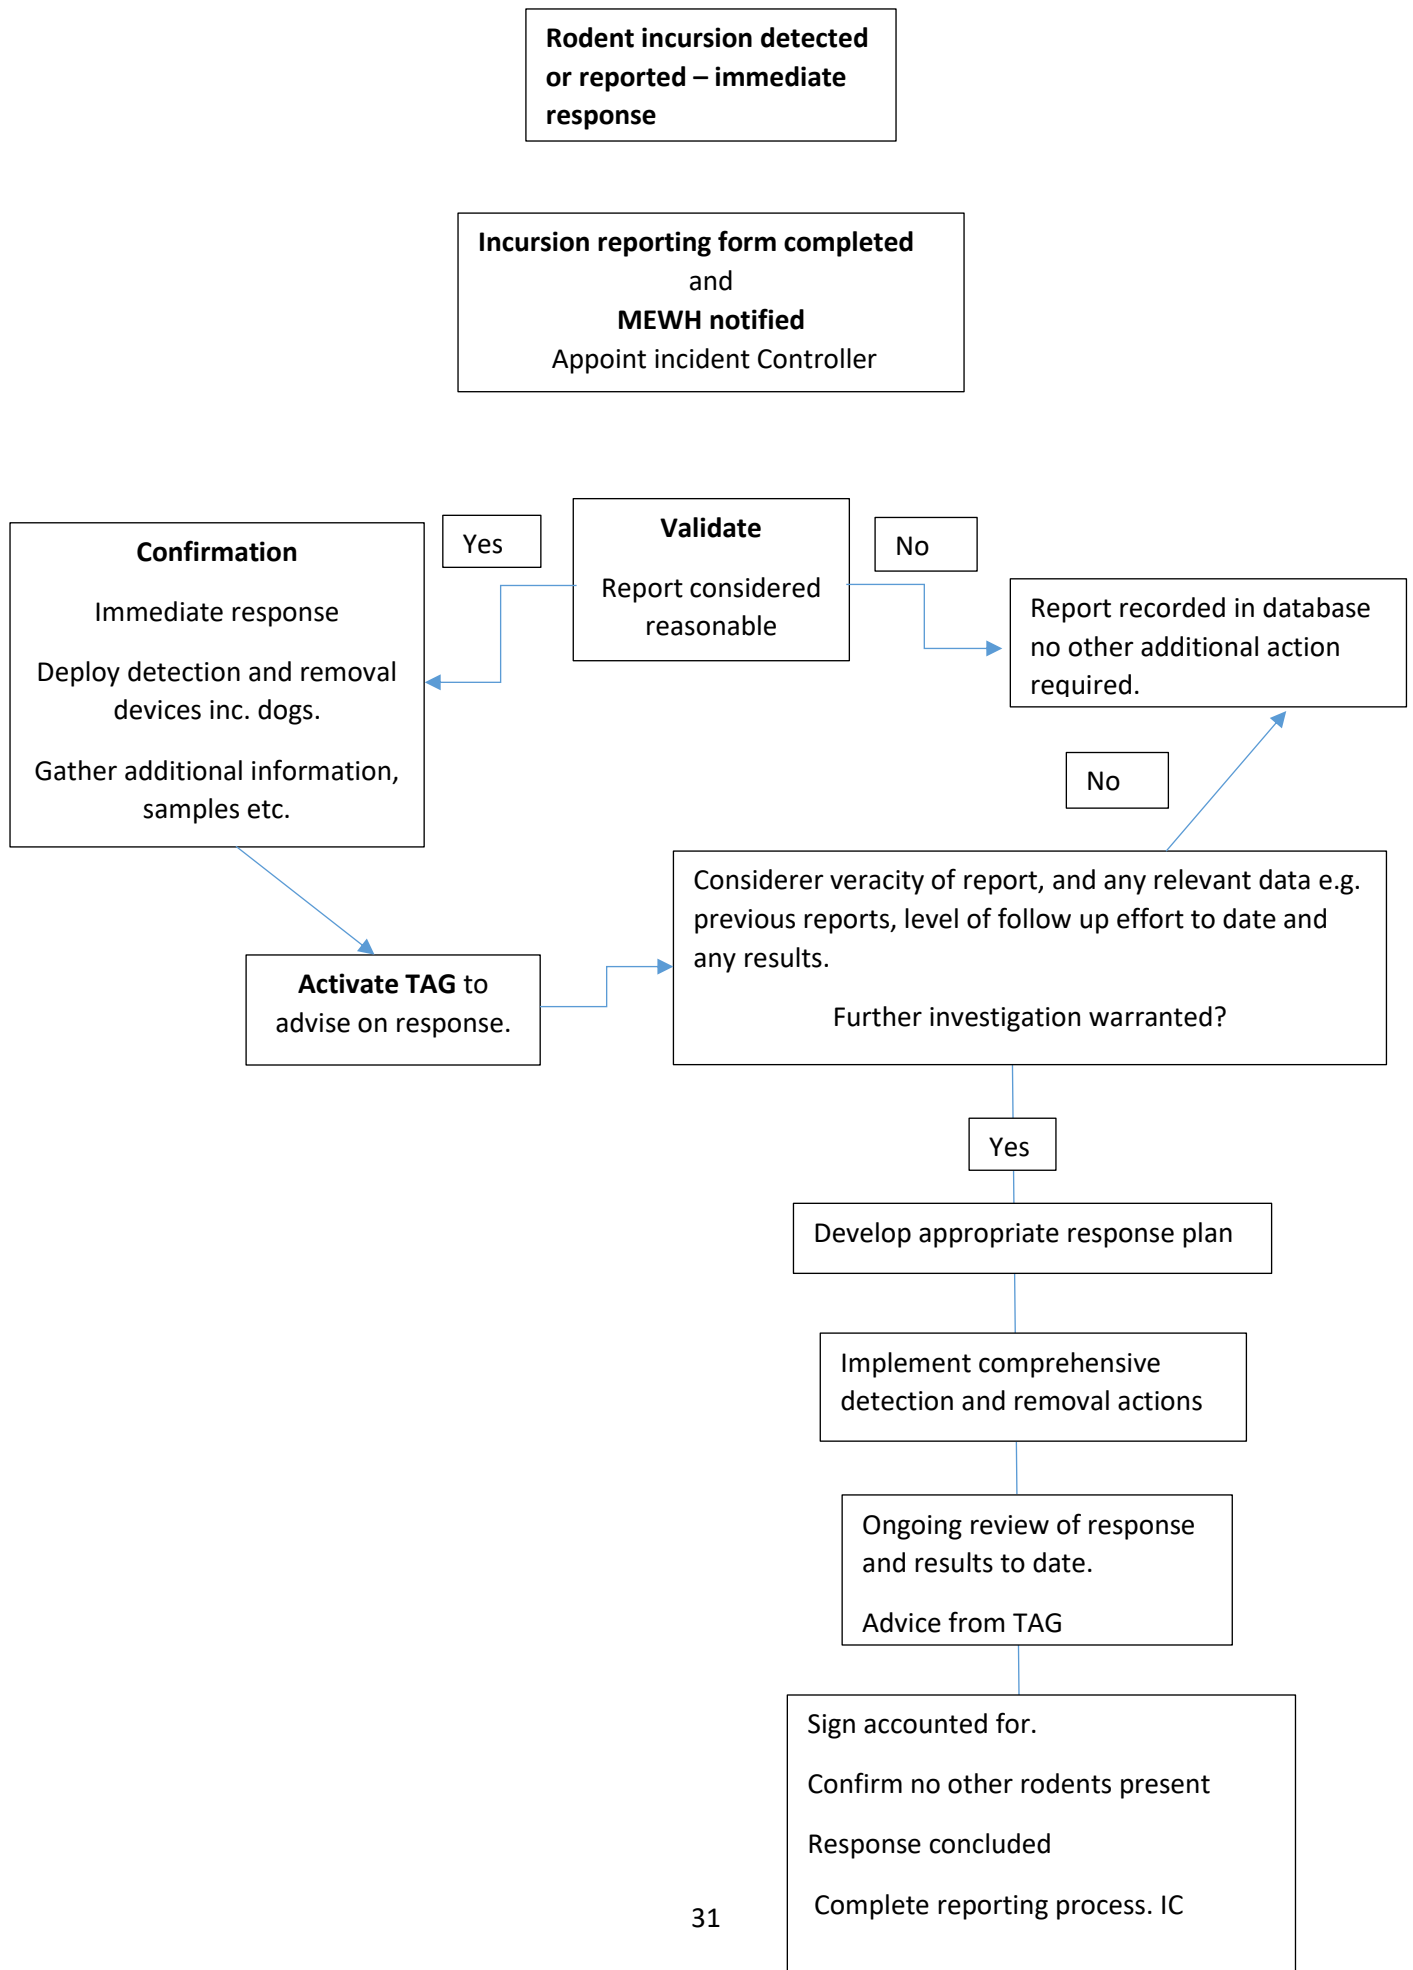 Rodent incursion detected
or reported – immediate
response
Incursion reporting form completed
and
MEWH notified
Appoint incident Controller
Validate
Report considered
reasonable
Yes
No
Confirmation
Immediate response
Deploy detection and removal
devices inc. dogs.
Gather additional information,
samples etc.
Report recorded in database
no other additional action
required.
No
Activate TAG to
advise on response.
Considerer veracity of report, and any relevant data e.g.
previous reports, level of follow up effort to date and
any results.
Further investigation warranted?
Yes
Develop appropriate response plan
Implement comprehensive
detection and removal actions
Ongoing review of response
and results to date.
Advice from TAG
Sign accounted for.
Confirm no other rodents present
Response concluded
Complete reporting process. IC
31